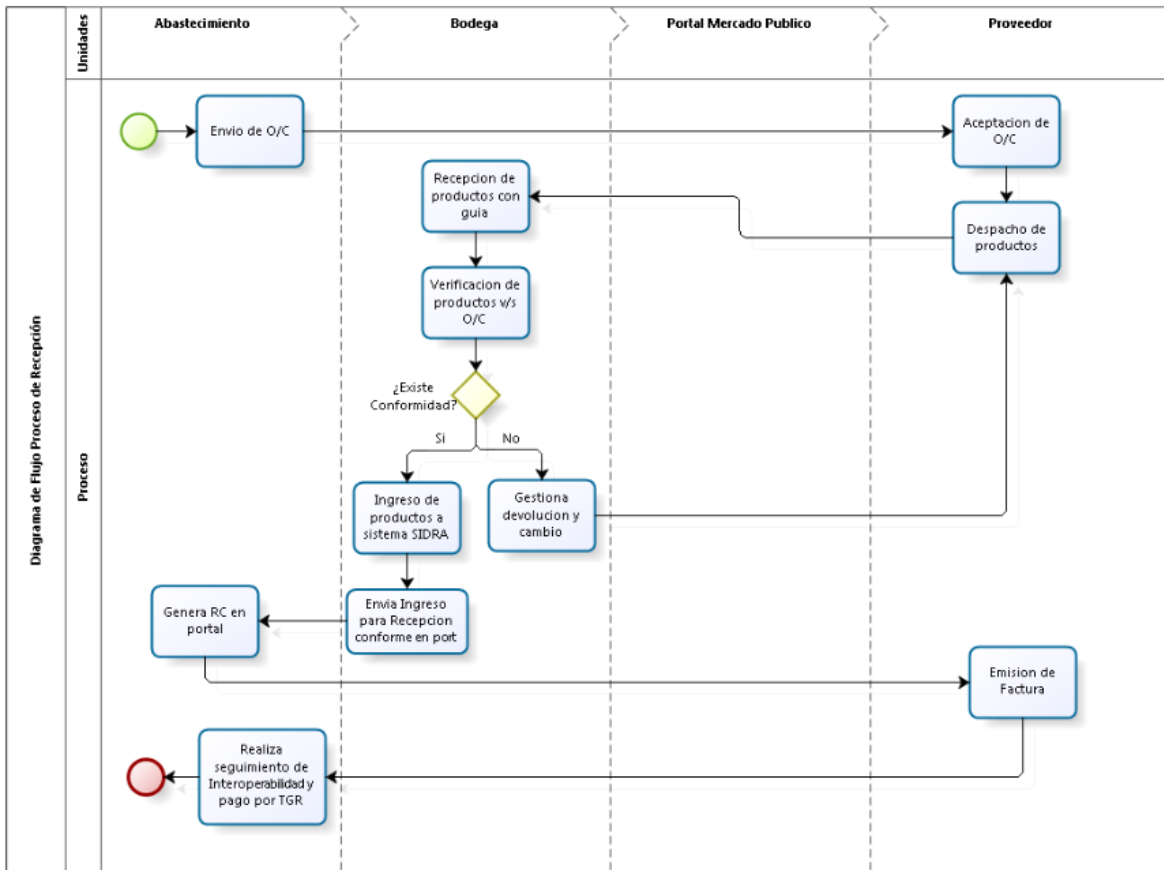 Diagrama de Flujo Proceso de Recepción
Unidades
Abastecimiento
Bodega
Portal Mercado Publico
Proveedor
Proceso
Envio de O/C
Aceptacion de
O/C
Recepcion de
productos con
guia
Despacho de
productos
Verificacion de
productos v/s
O/C
¿Existe
Conformidad?
Si
No
Ingreso de
productos a
sistema SIDRA
Gestiona
devolucion y
cambio
Genera RC en
portal
Envia Ingreso
para Recepcion
conforme en port
Emision de
Factura
Realiza
seguimiento de
Interoperabilidad y
pago por TGR